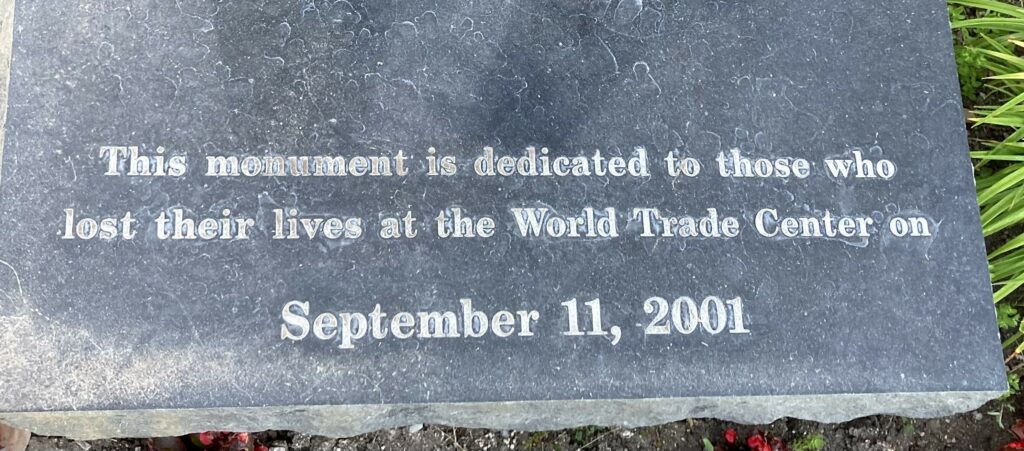 This monument is dedicated to those who
lost their lives at the World Trade Center on
September 11, 2001